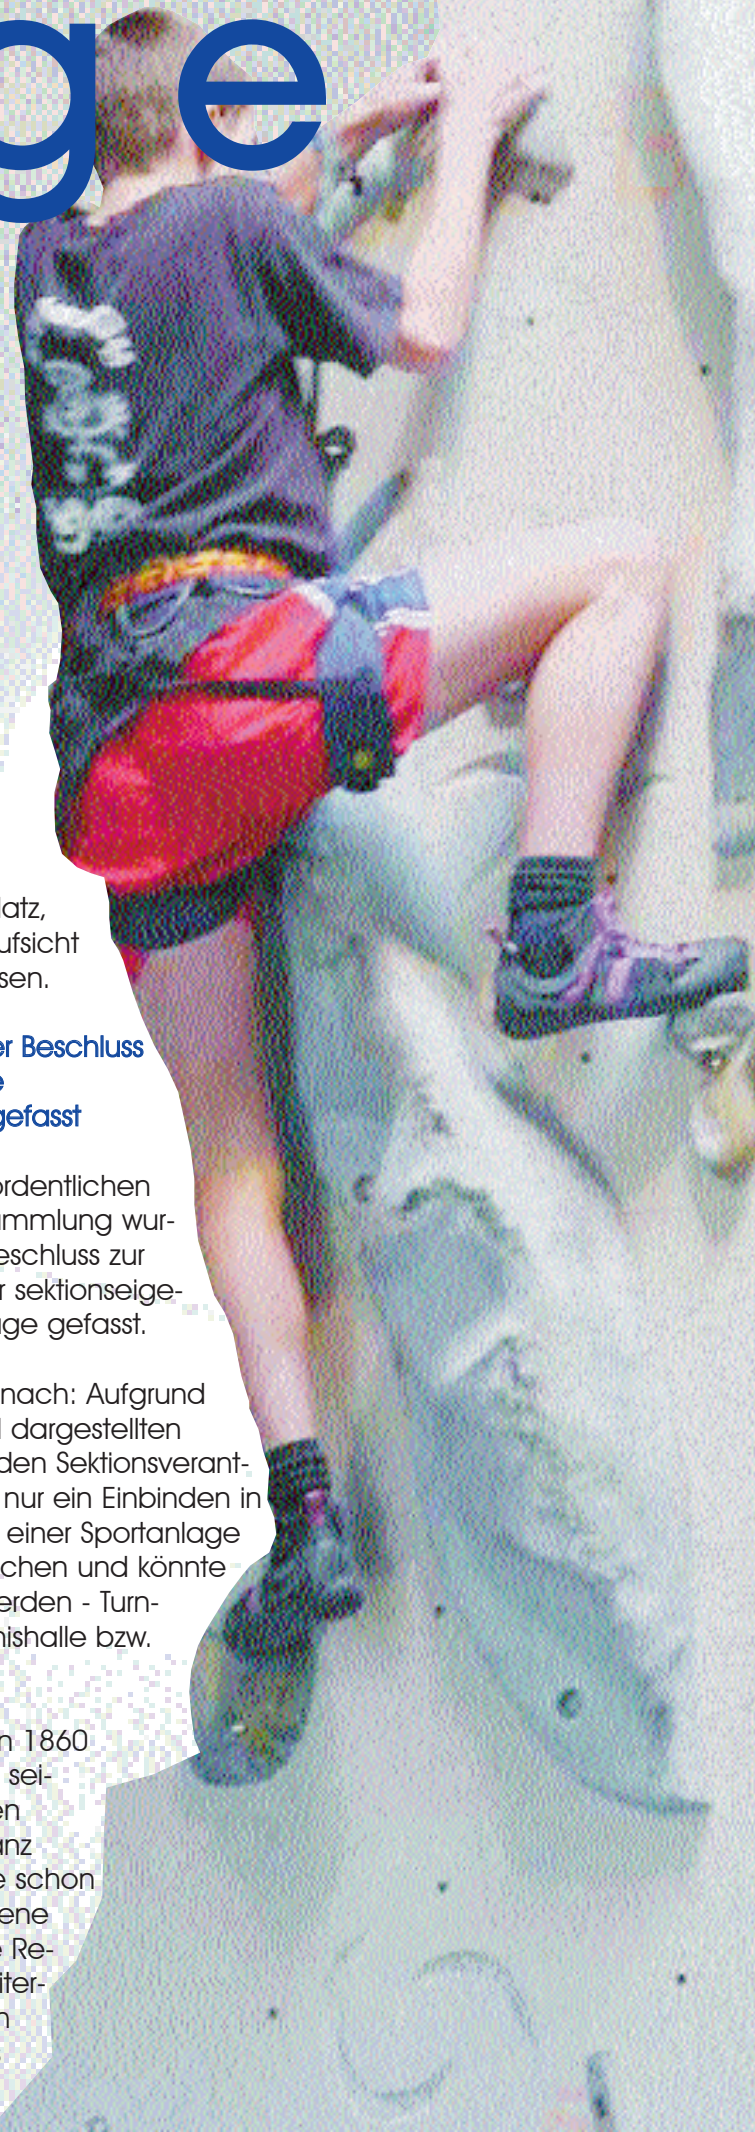 ge
latz,
ufsicht
sen.
er Beschluss
e
gefasst
ordentlichen
ammlung wur-
eschluss zur
r sektionseige-
ge gefasst.
nach: Aufgrund
l dargestellten
den Sektionsverant-
nur ein Einbinden in
einer Sportanlage
chen und könnte
erden - Turn-
nishalle bzw.
n 1860
sei-
en
anz
e schon
ene
e Re-
iter-
n